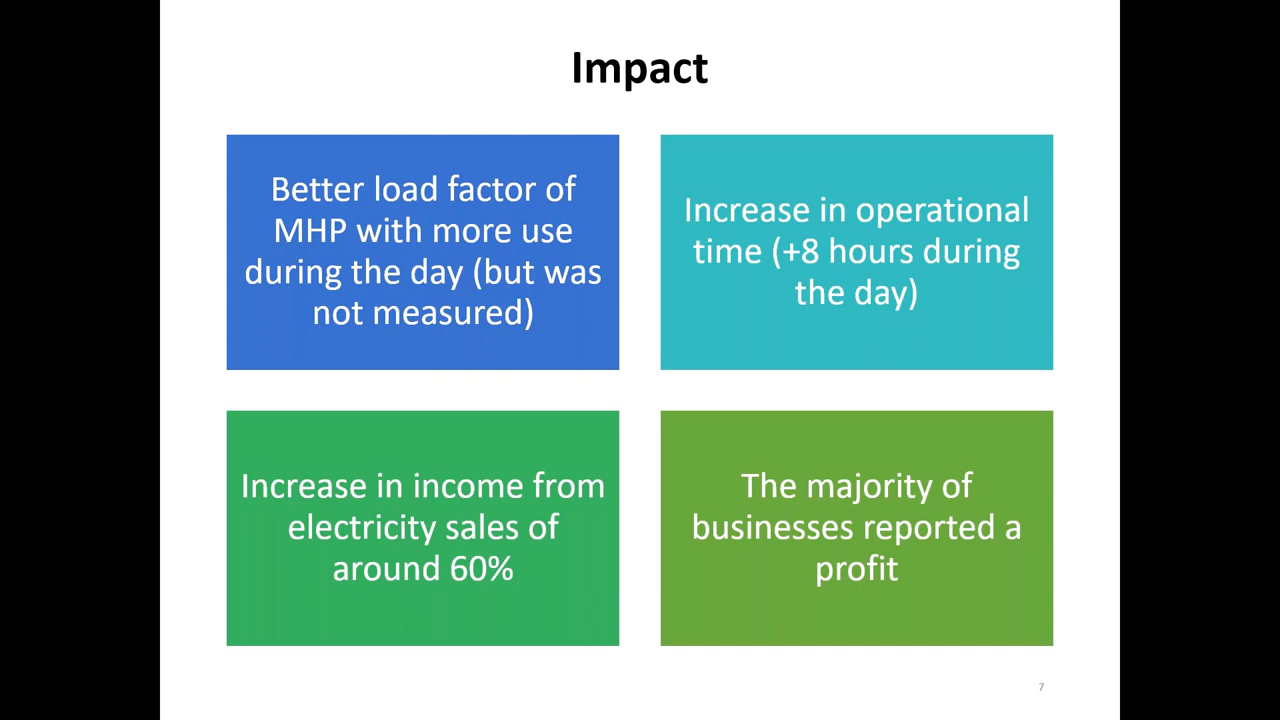 Impact
Better load factor of
MHP with more use
during the day (but was
not measured)
Increase in operational
time (+8 hours during
the day)
Increase in income from
electricity sales of
around 60%
The majority of
businesses reported a
profit
7